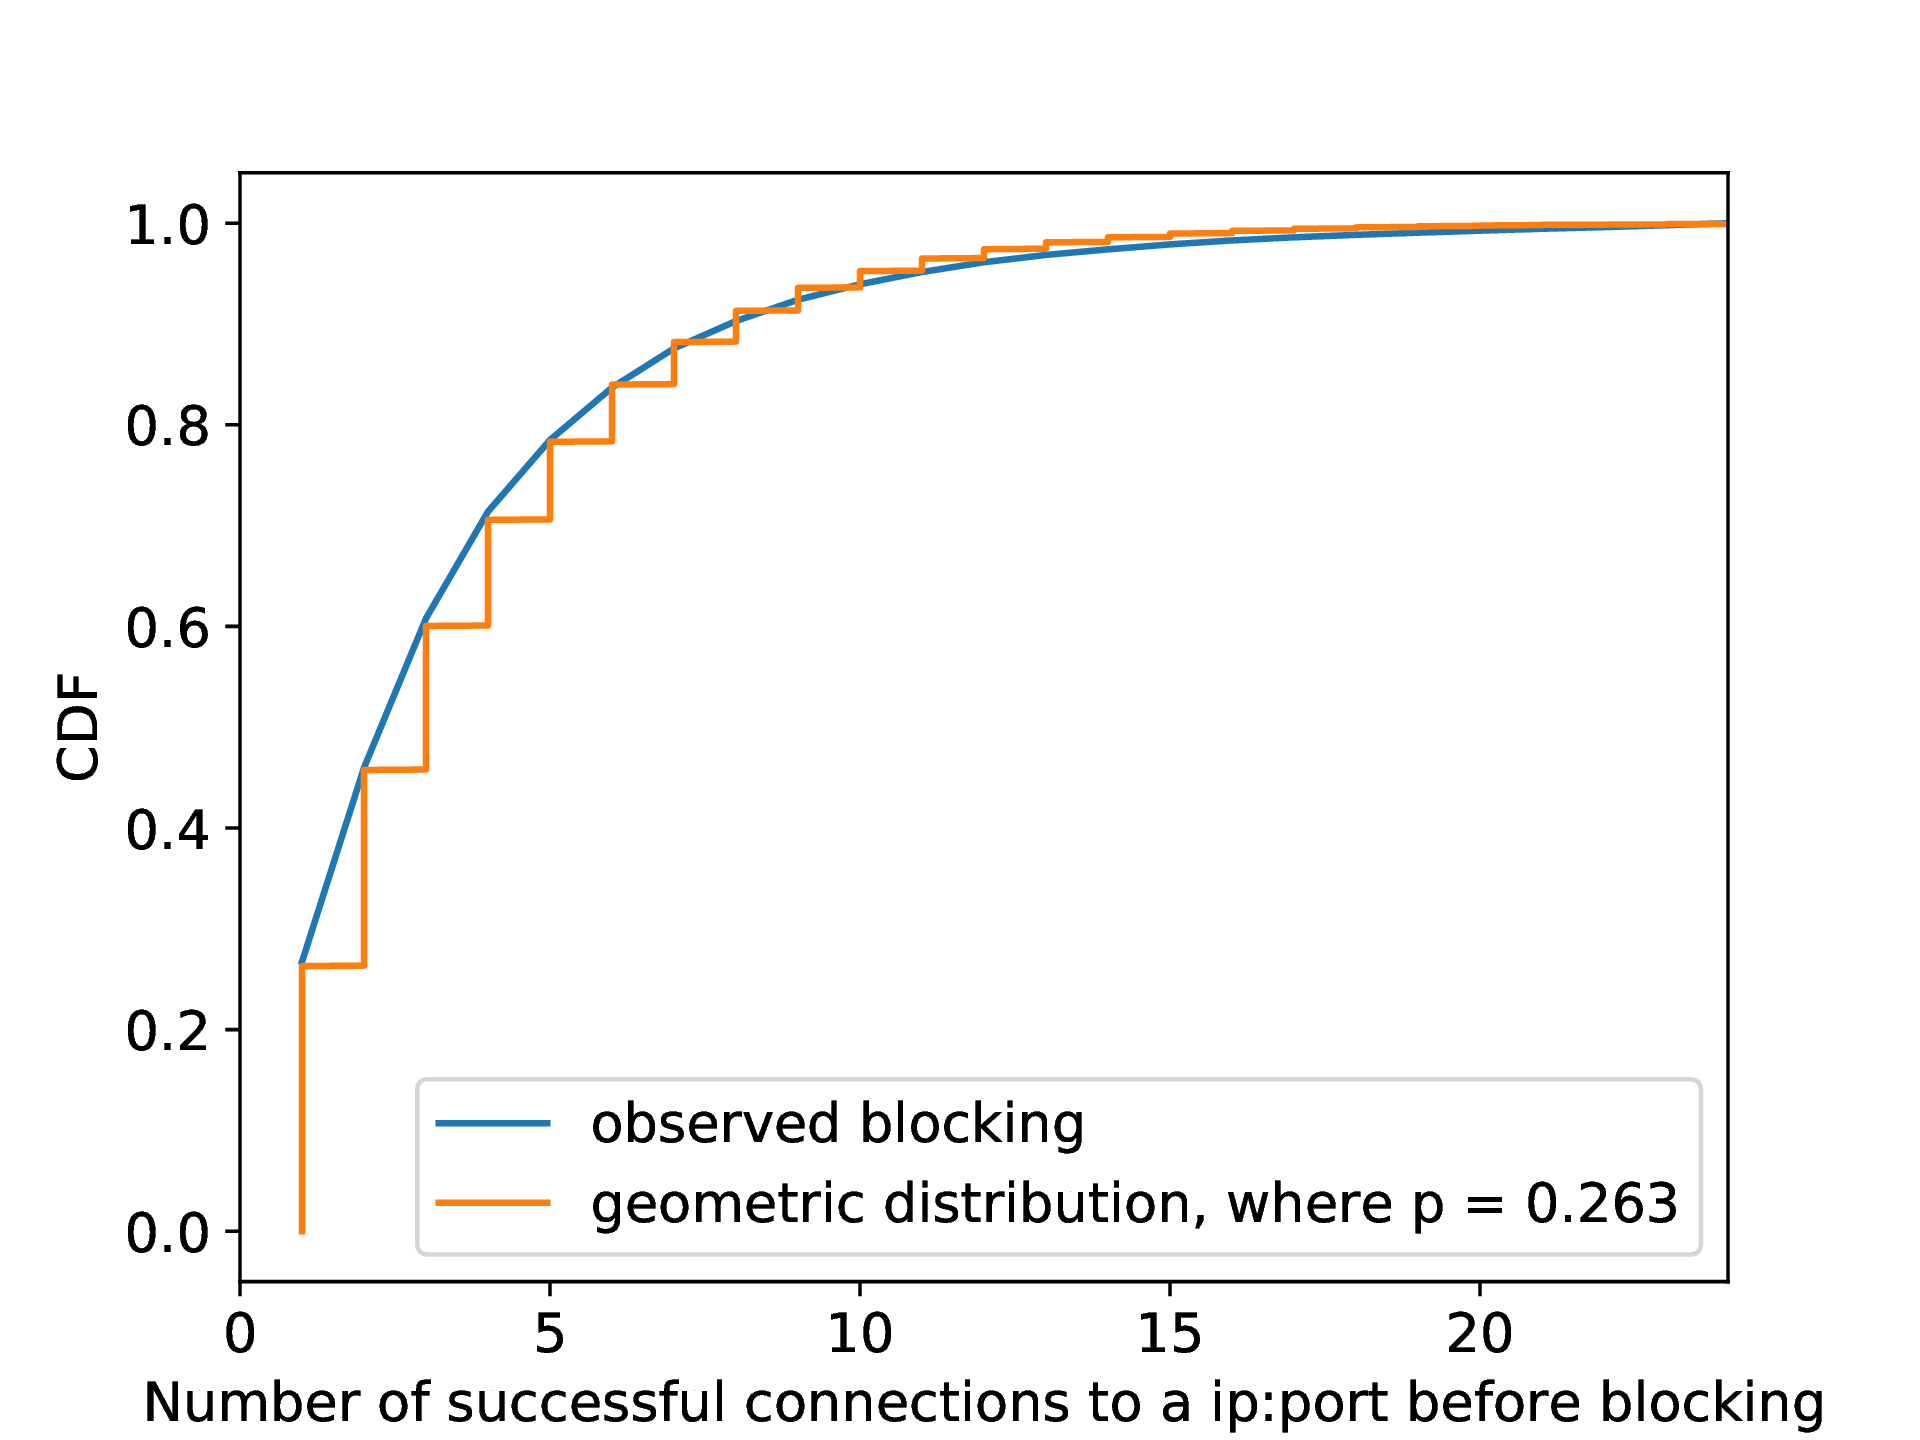 1.0
0.8
0.6
0.4
0.2
0.0
CDF
observed blocking
geometric distribution, where p = 0.263
0 5 10 15 20
Number of successful connections to a ip:port before blocking